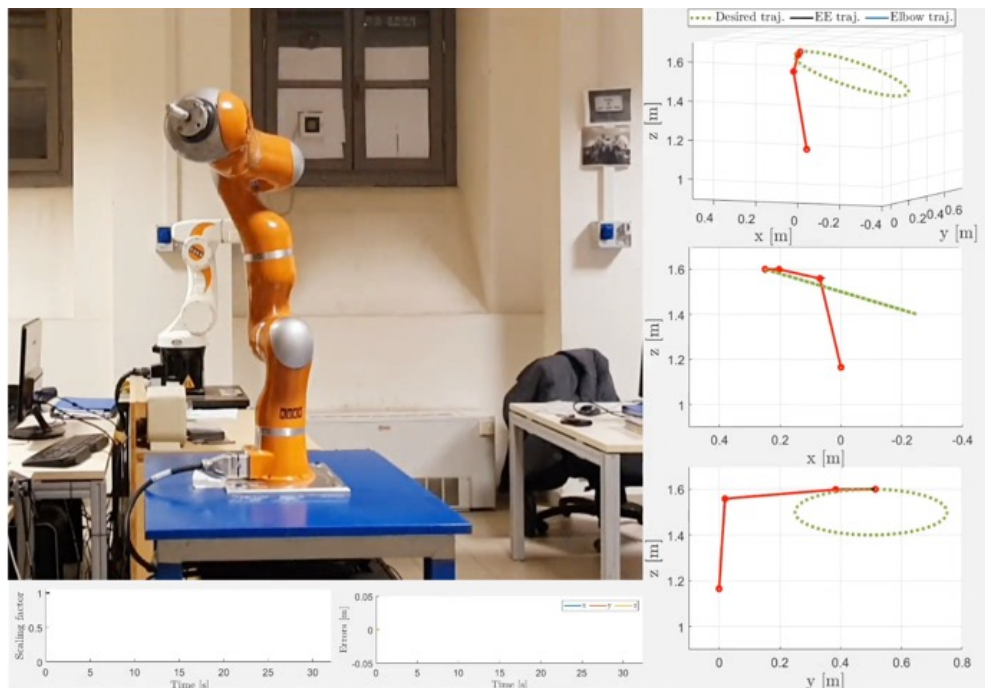 Desired traj. EE traj. Elbow traj.
1.6
1.4
1.2
1
z [m]
0.4 0.2 0 -0.2 -0.4
0 0.2 0.4 0.6
x [m]
y [m]
1.6
1.4
1.2
1
z [m]
0.4 0.2 0 -0.2 -0.4
x [m]
1.6
1.4
1.2
1
z [m]
0 0.2 0.4 0.6 0.8
y [m]
KUKA
1
0.5
0
Scaling factor
0 5 10 15 20 25 30
Time [s]
0.05
0
-0.05
Errors [m]
x y z
0 5 10 15 20 25 30
Time [s]